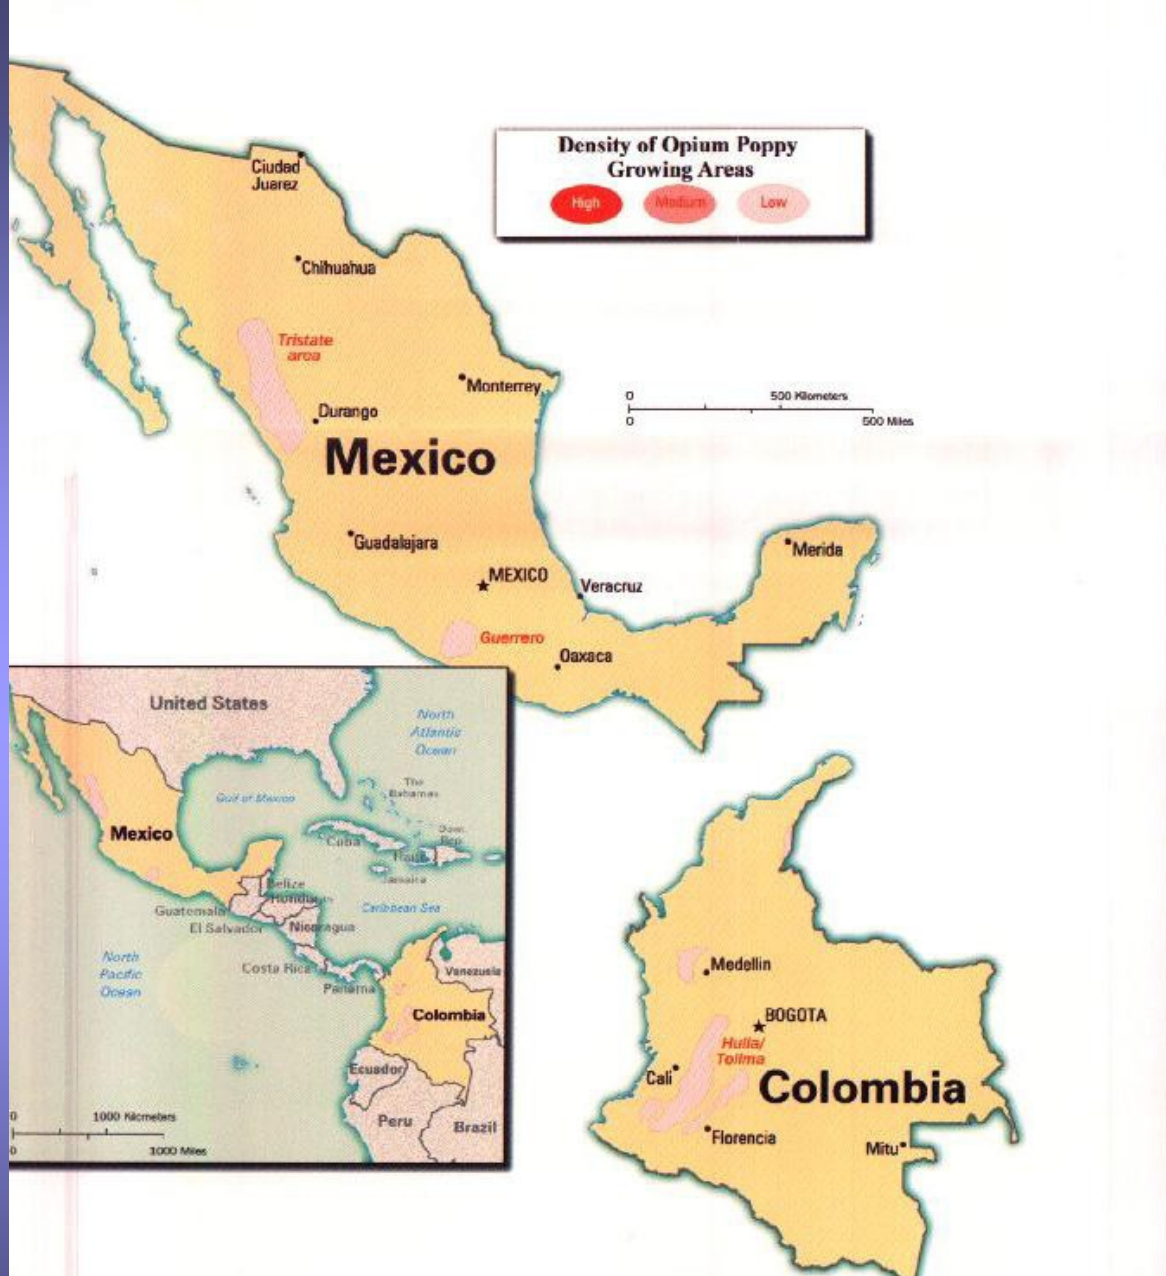 Density of Opium Poppy
Growing Areas
High
Medium
Low
Ciudad
Juarez
Chihuahua
Tristate
area
Monterrey
Durango
0
500 Kilometers
0
500 Miles
Mexico
Guadalajara
MEXICO
Veracruz
Merida
Guerrero
Oaxaca
United States
North
Atlantic
Ocean
Gulf of Mexico
The
Bahamas
Mexico
Cuba
Dom.
Rep
Haiti
Jamaica
Belize
Honduras
Guatemala
El Salvador
Nicaragua
Caribbean Sea
North
Pacific
Ocean
Costa Rica
Panama
Venezuela
Colombia
Ecuador
Peru
Brazil
0
1000 Kilometers
0
1000 Miles
Medellin
BOGOTA
Huila/
Tolima
Cali
Colombia
Florencia
Mitu